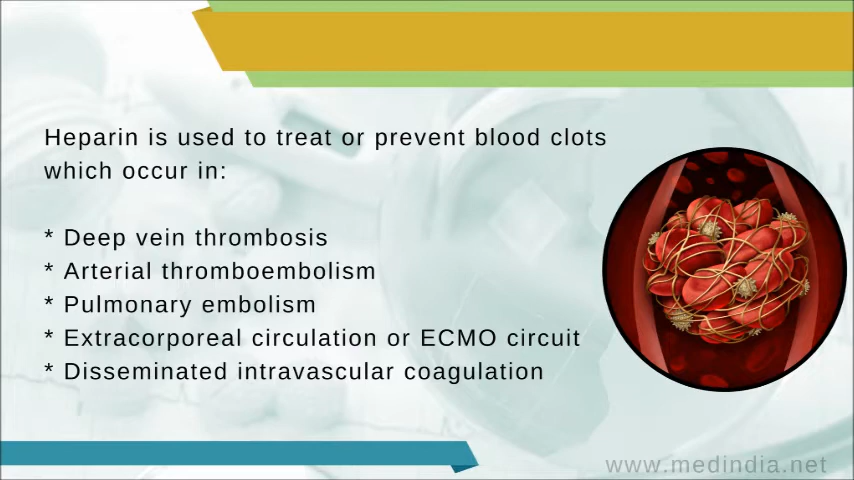 Heparin is used to treat or prevent blood clots
which occur in:
* Deep vein thrombosis
* Arterial thromboembolism
* Pulmonary embolism
* Extracorporeal circulation or ECMO circuit
* Disseminated intravascular coagulation
www.medindia.net